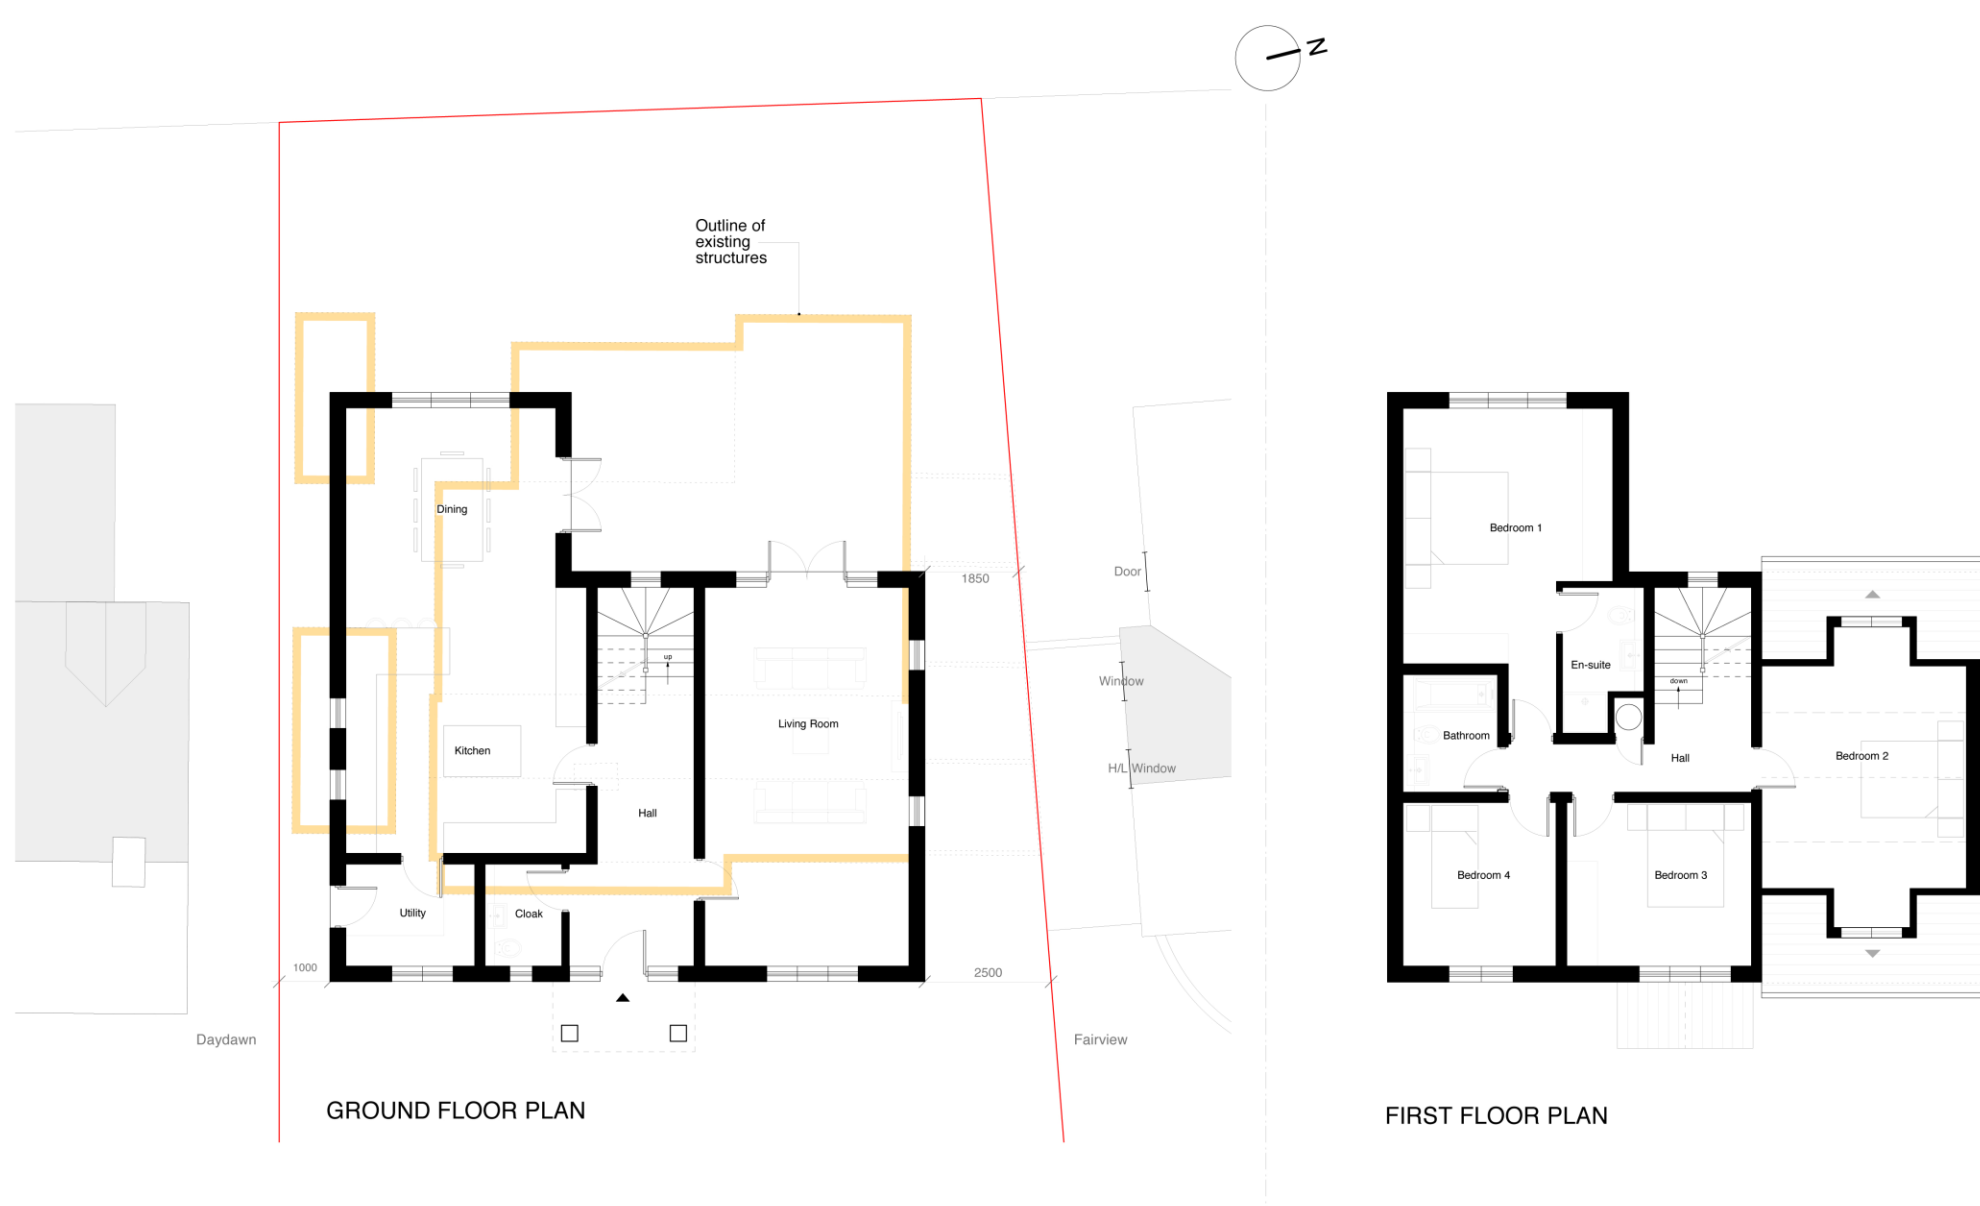 N
Outline of
existing
structures
Dining
Door
1850
up
Window
Living Room
Kitchen
H/L Window
Hall
Utility
Cloak
1000
2500
Daydawn
Fairview
GROUND FLOOR PLAN
Bedroom 1
En-suite
down
Bathroom
Hall
Bedroom 2
Bedroom 4
Bedroom 3
FIRST FLOOR PLAN